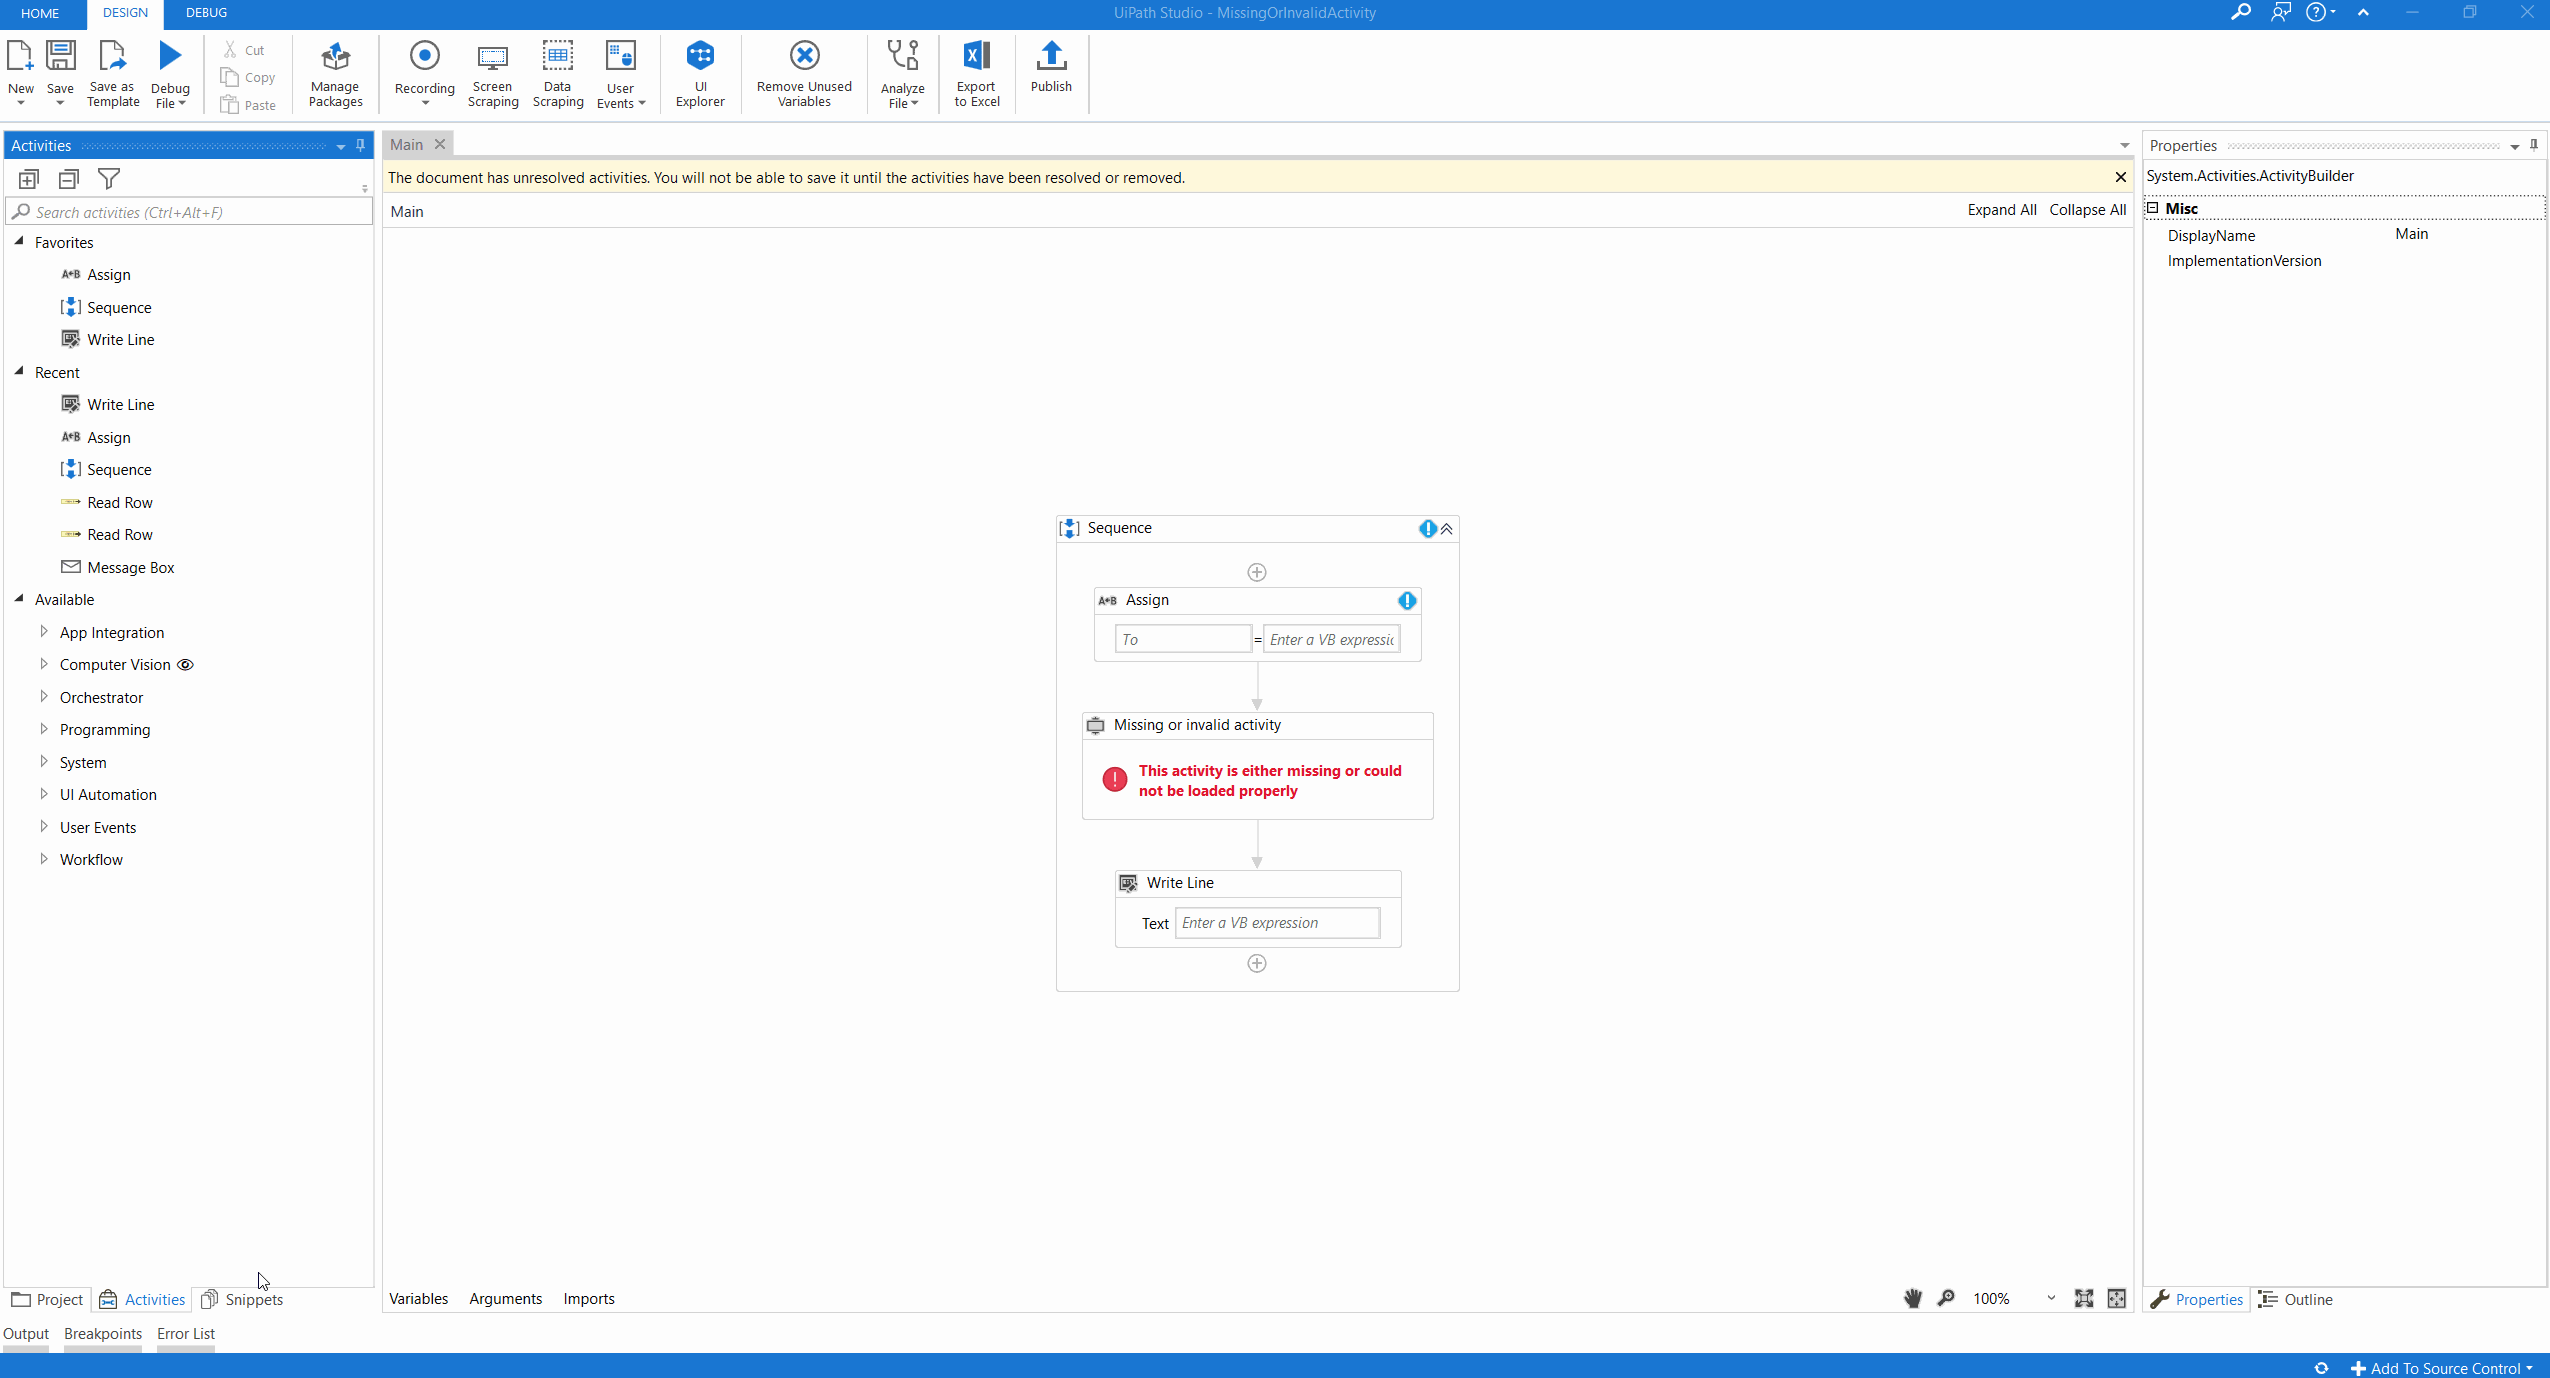 HOME DESIGN DEBUG UiPath Studio - MissingOrInvalidActivity
New
Save
Save as
Template
Debug
File
Cut
Copy
Paste
Manage
Packages
Recording
Screen
Scraping
Data
Scraping
User
Events
UI
Explorer
Remove Unused
Variables
Analyze
File
Export
to Excel
Publish
Activities
Search activities (Ctrl+Alt+F)
Favorites
Assign
Sequence
Write Line
Recent
Write Line
Assign
Sequence
Read Row
Read Row
Message Box
Available
App Integration
Computer Vision
Orchestrator
Programming
System
UI Automation
User Events
Workflow
Project Activities Snippets
Main
The document has unresolved activities. You will not be able to save it until the activities have been resolved or removed.
Main Expand All Collapse All
Sequence
A+B Assign
To = Enter a VB expressic
Missing or invalid activity
This activity is either missing or could
not be loaded properly
Write Line
Text Enter a VB expression
Variables Arguments Imports 100%
Properties
System.Activities.ActivityBuilder
Misc
DisplayName Main
ImplementationVersion
Properties Outline
Output Breakpoints Error List
Add To Source Control